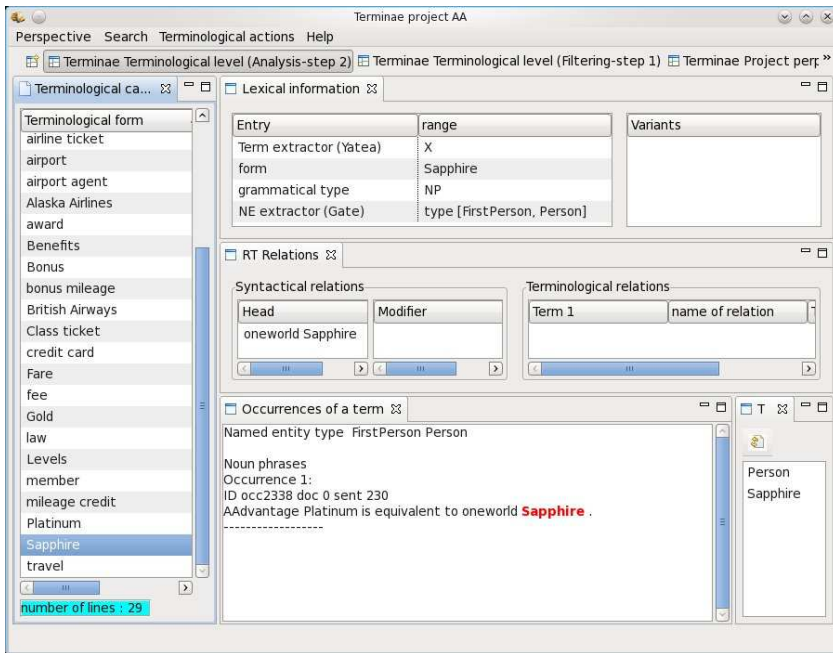 Terminae project AA
Perspective Search Terminological actions Help
Terminae Terminological level (Analysis-step 2) Terminae Terminological level (Filtering-step 1) Terminae Project perp »
Terminological ca...
Terminological form
airline ticket
airport
airport agent
Alaska Airlines
award
Benefits
Bonus
bonus mileage
British Airways
Class ticket
credit card
Fare
fee
Gold
law
Levels
member
mileage credit
Platinum
Sapphire
travel
number of lines : 29
Lexical information
Entry range
Term extractor (Yatea) X
form Sapphire
grammatical type NP
NE extractor (Gate) type [FirstPerson, Person]
Variants
RT Relations
Syntactical relations
Head Modifier
oneworld Sapphire
Terminological relations
Term 1 name of relation
Occurrences of a term
Named entity type FirstPerson Person
Noun phrases
Occurrence 1:
ID occ2338 doc 0 sent 230
AAdvantage Platinum is equivalent to oneworld Sapphire .
------------------
T
Person
Sapphire